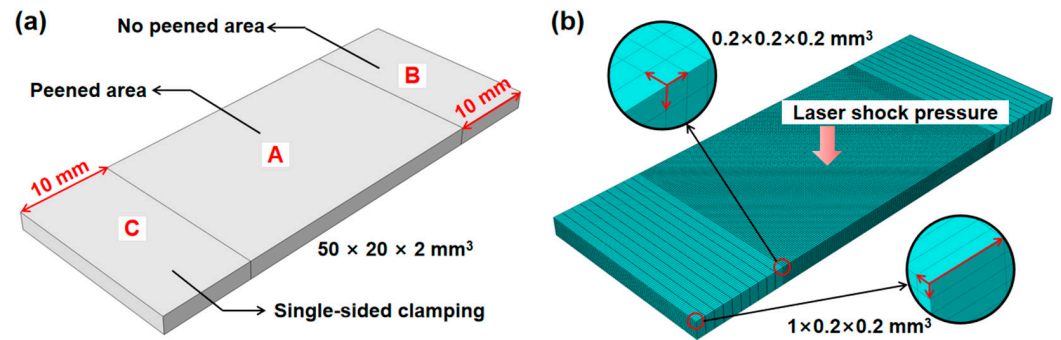 (a)
No peened area
B
Peened area
10 mm
A
10 mm
C
50 × 20 × 2 mm³
Single-sided clamping
(b)
0.2×0.2×0.2 mm³
Laser shock pressure
1×0.2×0.2 mm³